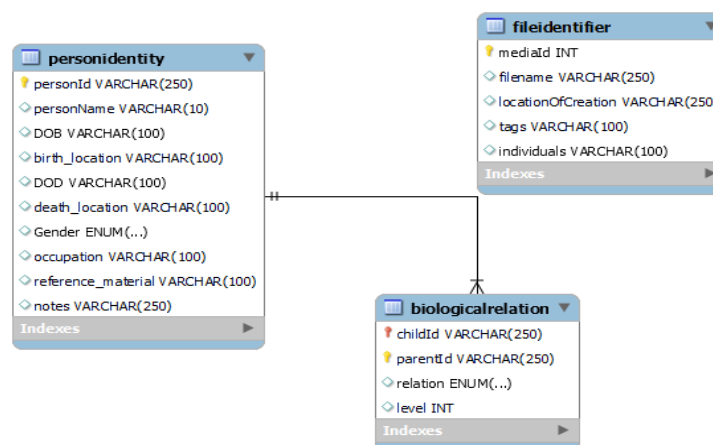 personidentity
personId VARCHAR(250)
personName VARCHAR(10)
DOB VARCHAR(100)
birth_location VARCHAR(100)
DOD VARCHAR(100)
death_location VARCHAR(100)
Gender ENUM(...)
occupation VARCHAR(100)
reference_material VARCHAR(100)
notes VARCHAR(250)
Indexes
fileidentifier
mediaId INT
filename VARCHAR(250)
locationOfCreation VARCHAR(250
tags VARCHAR(100)
individuals VARCHAR(100)
Indexes
biologicalrelation
childId VARCHAR(250)
parentId VARCHAR(250)
relation ENUM(...)
level INT
Indexes